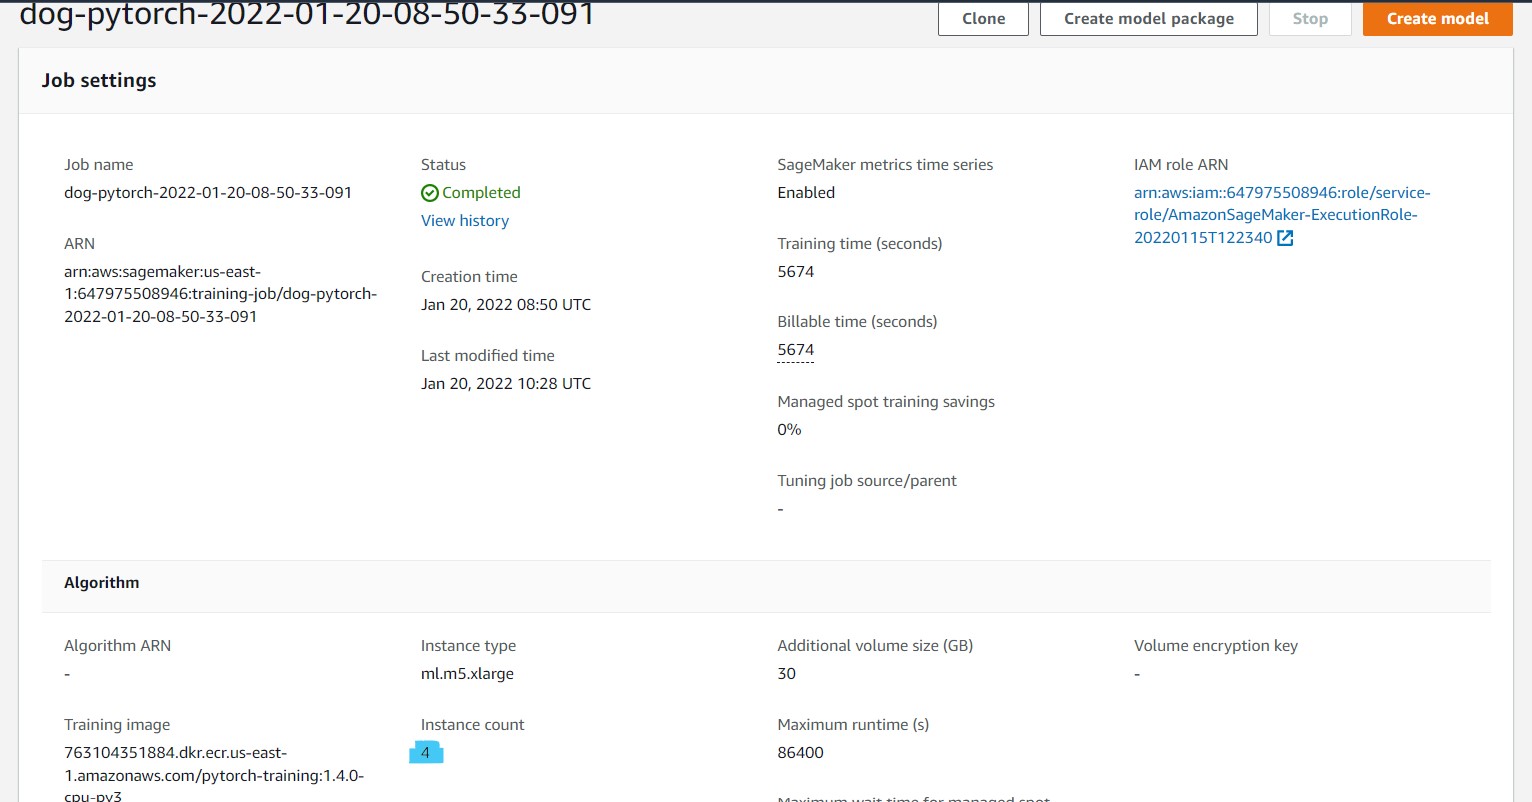 dog-pytorch-2022-01-20-08-50-33-091
Clone
Create model package
Stop
Create model
Job settings
Job name
dog-pytorch-2022-01-20-08-50-33-091
ARN
arn:aws:sagemaker:us-east-
1:647975508946:training-job/dog-pytorch-
2022-01-20-08-50-33-091
Status
Completed
View history
Creation time
Jan 20, 2022 08:50 UTC
Last modified time
Jan 20, 2022 10:28 UTC
SageMaker metrics time series
Enabled
Training time (seconds)
5674
Billable time (seconds)
5674
Managed spot training savings
0%
Tuning job source/parent
-
IAM role ARN
arn:aws:iam::647975508946:role/service-
role/AmazonSageMaker-ExecutionRole-
20220115T122340
Algorithm
Algorithm ARN
-
Training image
763104351884.dkr.ecr.us-east-
1.amazonaws.com/pytorch-training:1.4.0-
cpu-py3
Instance type
ml.m5.xlarge
Instance count
4
Additional volume size (GB)
30
Maximum runtime (s)
86400
Maximum wait time for managed spot
Volume encryption key
-